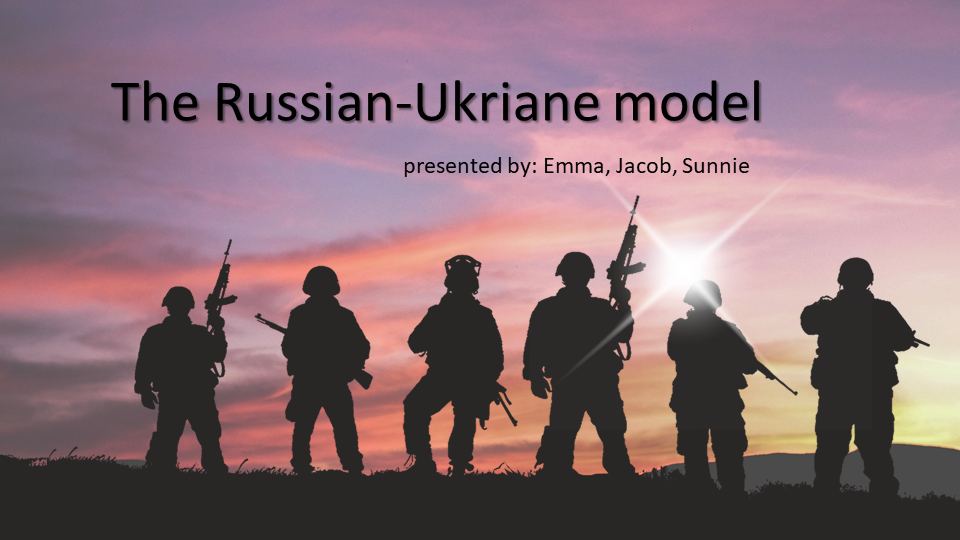 The Russian-Ukriane model
presented by: Emma, Jacob, Sunnie